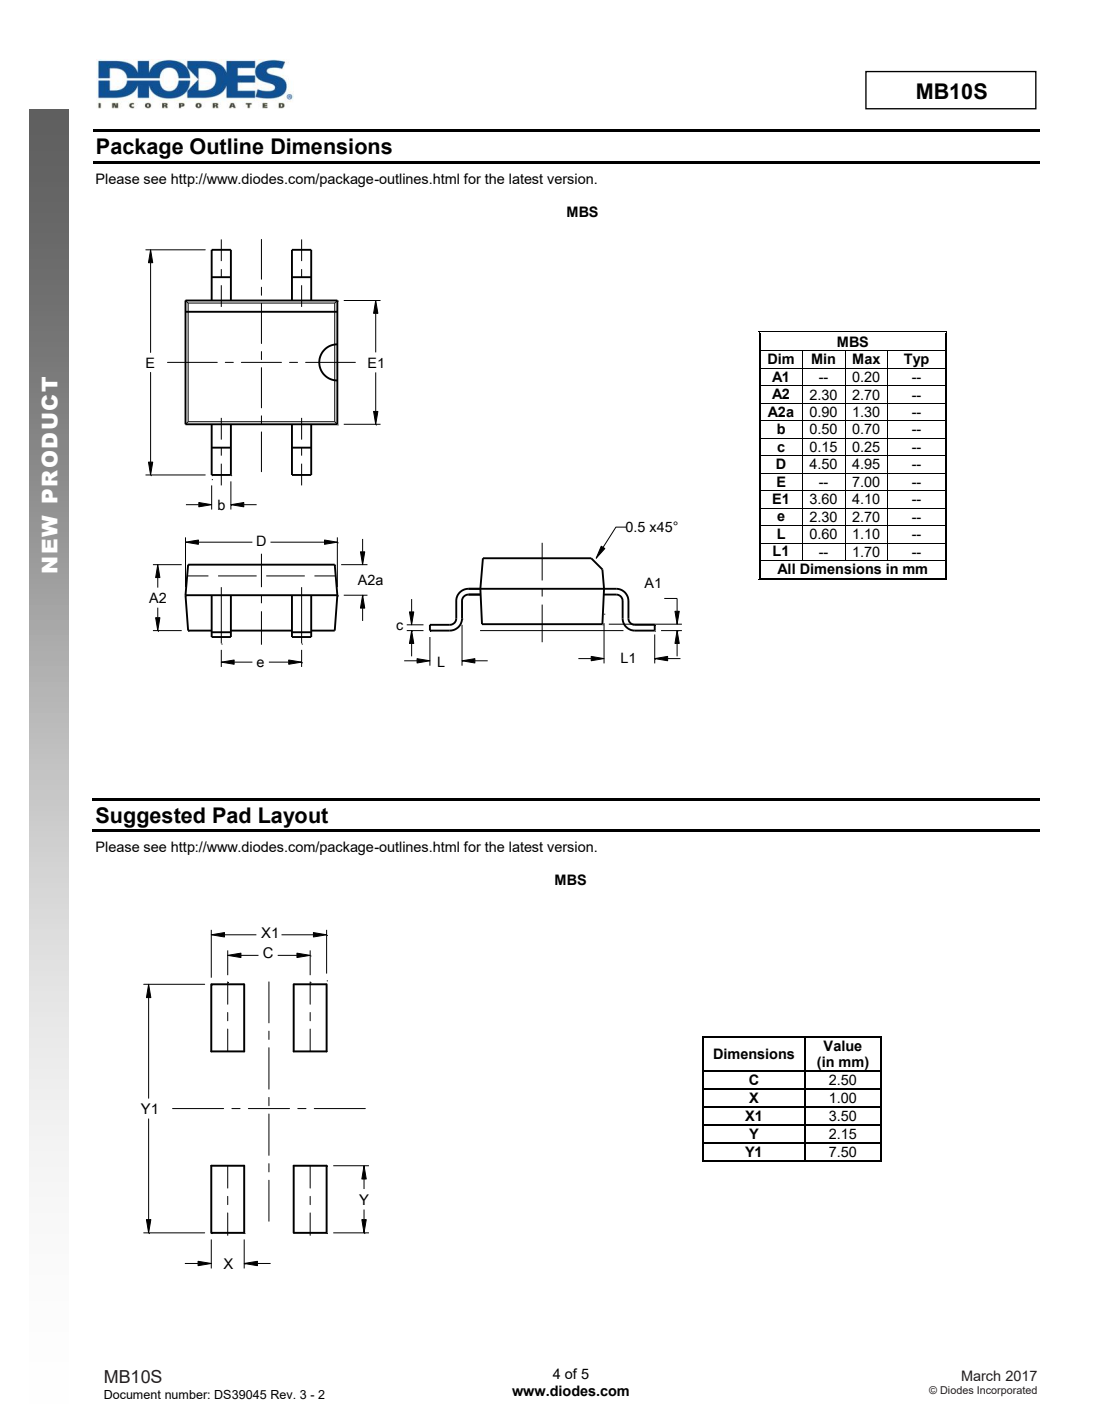 DIODES
INCORPORATED
®
MB10S
NEW PRODUCT
Package Outline Dimensions
Please see http://www.diodes.com/package-outlines.html for the latest version.
MBS
E
E1
b
D
A2
A2a
e
0.5 x45°
A1
c
L
L1
MBS
Dim Min Max Typ
A1 -- 0.20 --
A2 2.30 2.70 --
A2a 0.90 1.30 --
b 0.50 0.70 --
c 0.15 0.25 --
D 4.50 4.95 --
E -- 7.00 --
E1 3.60 4.10 --
e 2.30 2.70 --
L 0.60 1.10 --
L1 -- 1.70 --
All Dimensions in mm
Suggested Pad Layout
Please see http://www.diodes.com/package-outlines.html for the latest version.
MBS
X1
C
Y1
Y
X
Dimensions Value (in mm)
C 2.50
X 1.00
X1 3.50
Y 2.15
Y1 7.50
MB10S
Document number: DS39045 Rev. 3 - 2
4 of 5
www.diodes.com
March 2017
© Diodes Incorporated